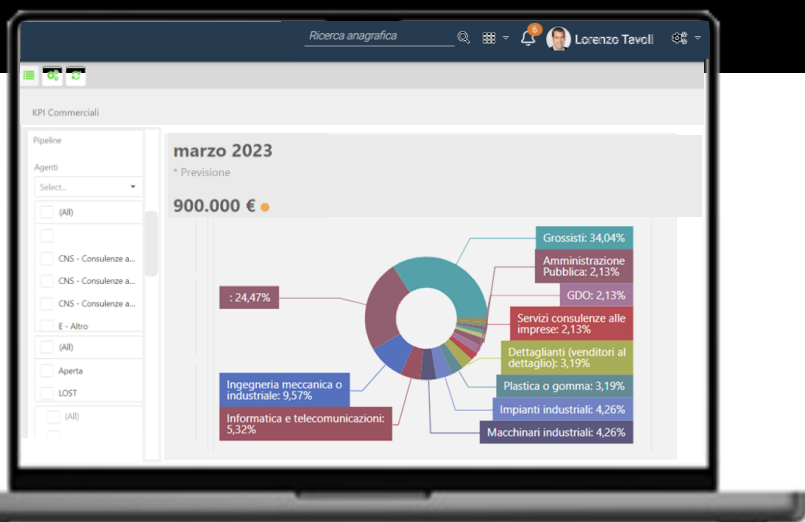 Ricerca anagrafica
6
Lorenzo Tavoli
KPI Commerciali
Pipeline
Agenti
Select...
(All)
CNS - Consulenze a...
CNS - Consulenze a...
CNS - Consulenze a...
E - Altro
(All)
Aperta
LOST
(All)
marzo 2023
* Previsione
900.000 €
Grossisti: 34,04%
Amministrazione
Pubblica: 2,13%
GDO: 2,13%
Servizi consulenze alle
imprese: 2,13%
Dettaglianti (venditori al
dettaglio): 3,19%
Plastica o gomma: 3,19%
Impianti industriali: 4,26%
Macchinari industriali: 4,26%
: 24,47%
Ingegneria meccanica o
industriale: 9,57%
Informatica e telecomunicazioni:
5,32%